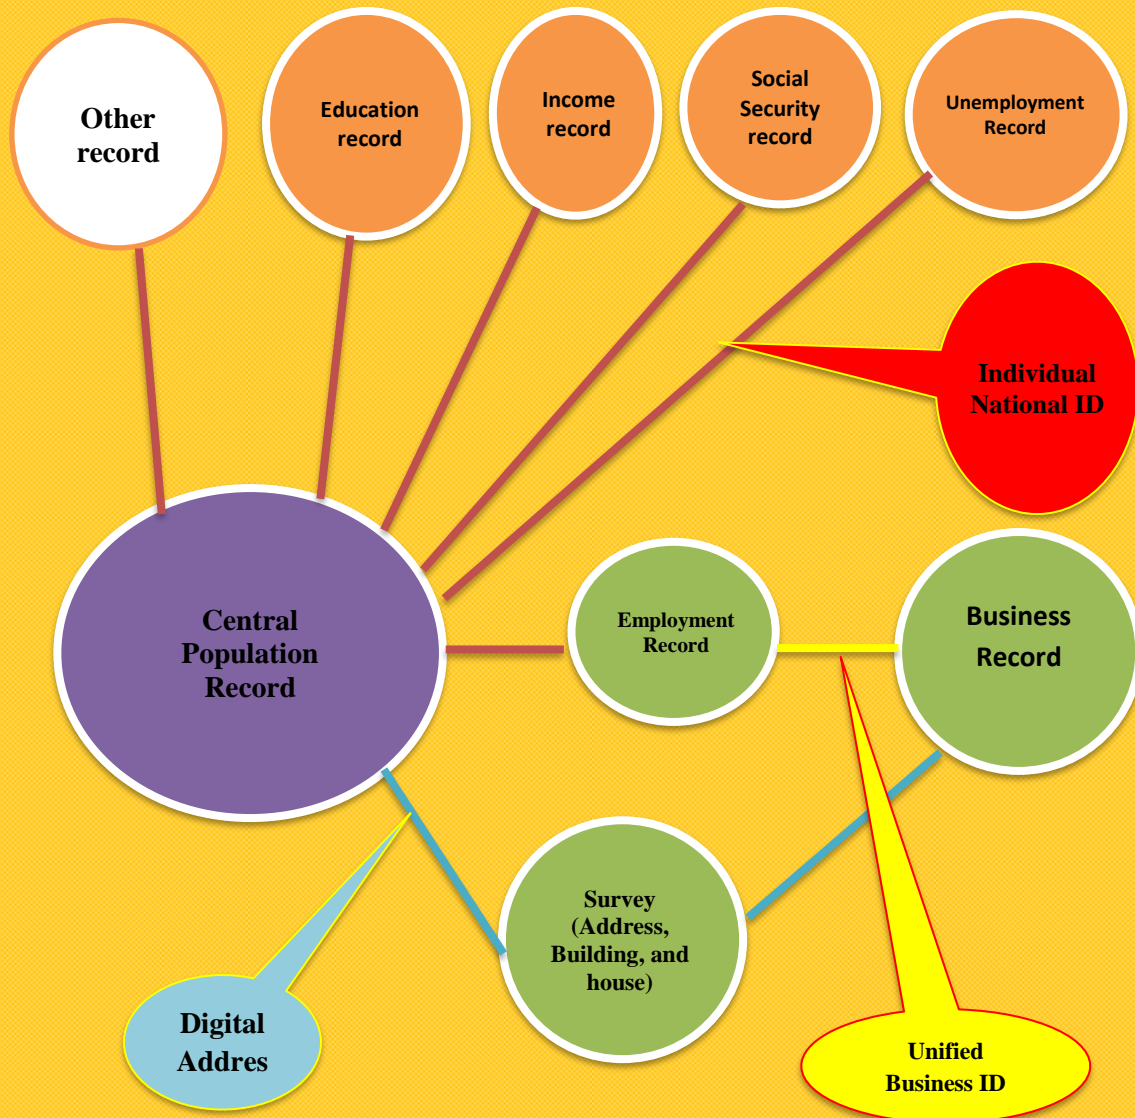 Other
record
Education
record
Income
record
Social
Security
record
Unemployment
Record
Individual
National ID
Central
Population
Record
Employment
Record
Business
Record
Survey
(Address,
Building, and
house)
Digital
Addres
Unified
Business ID